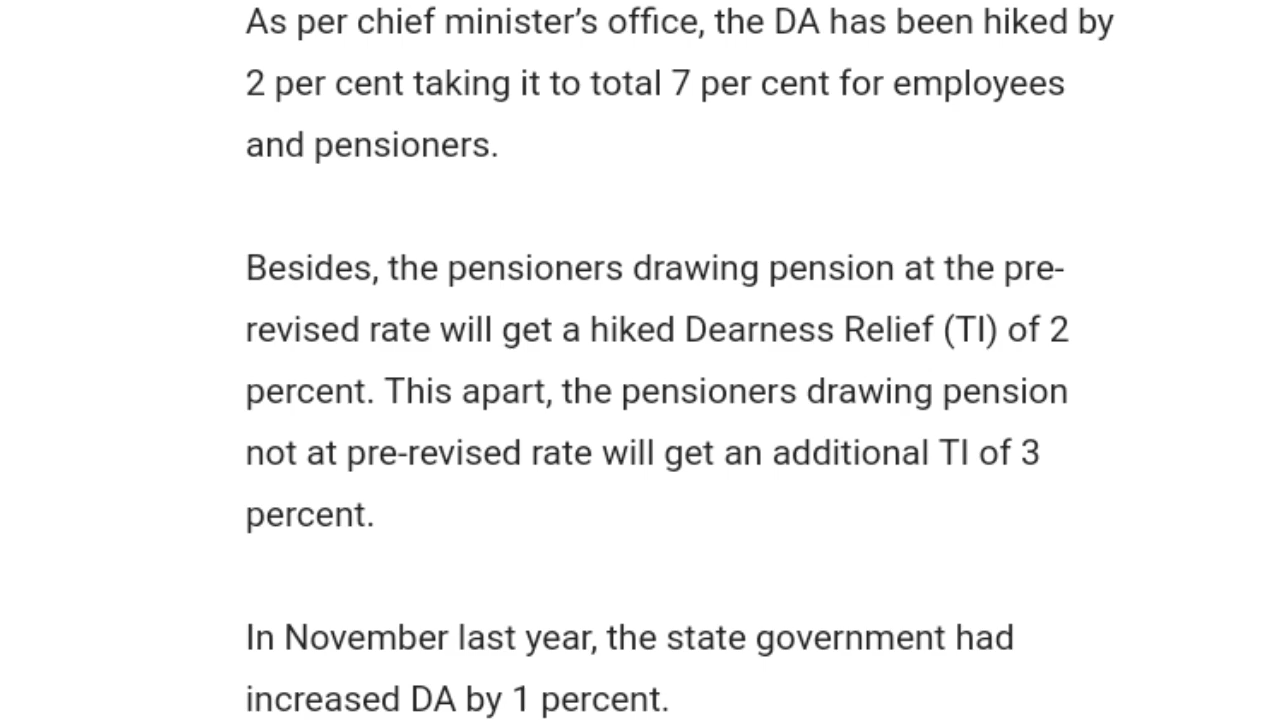 As per chief minister’s office, the DA has been hiked by
2 per cent taking it to total 7 per cent for employees
and pensioners.
Besides, the pensioners drawing pension at the pre-
revised rate will get a hiked Dearness Relief (TI) of 2
percent. This apart, the pensioners drawing pension
not at pre-revised rate will get an additional TI of 3
percent.
In November last year, the state government had
increased DA by 1 percent.